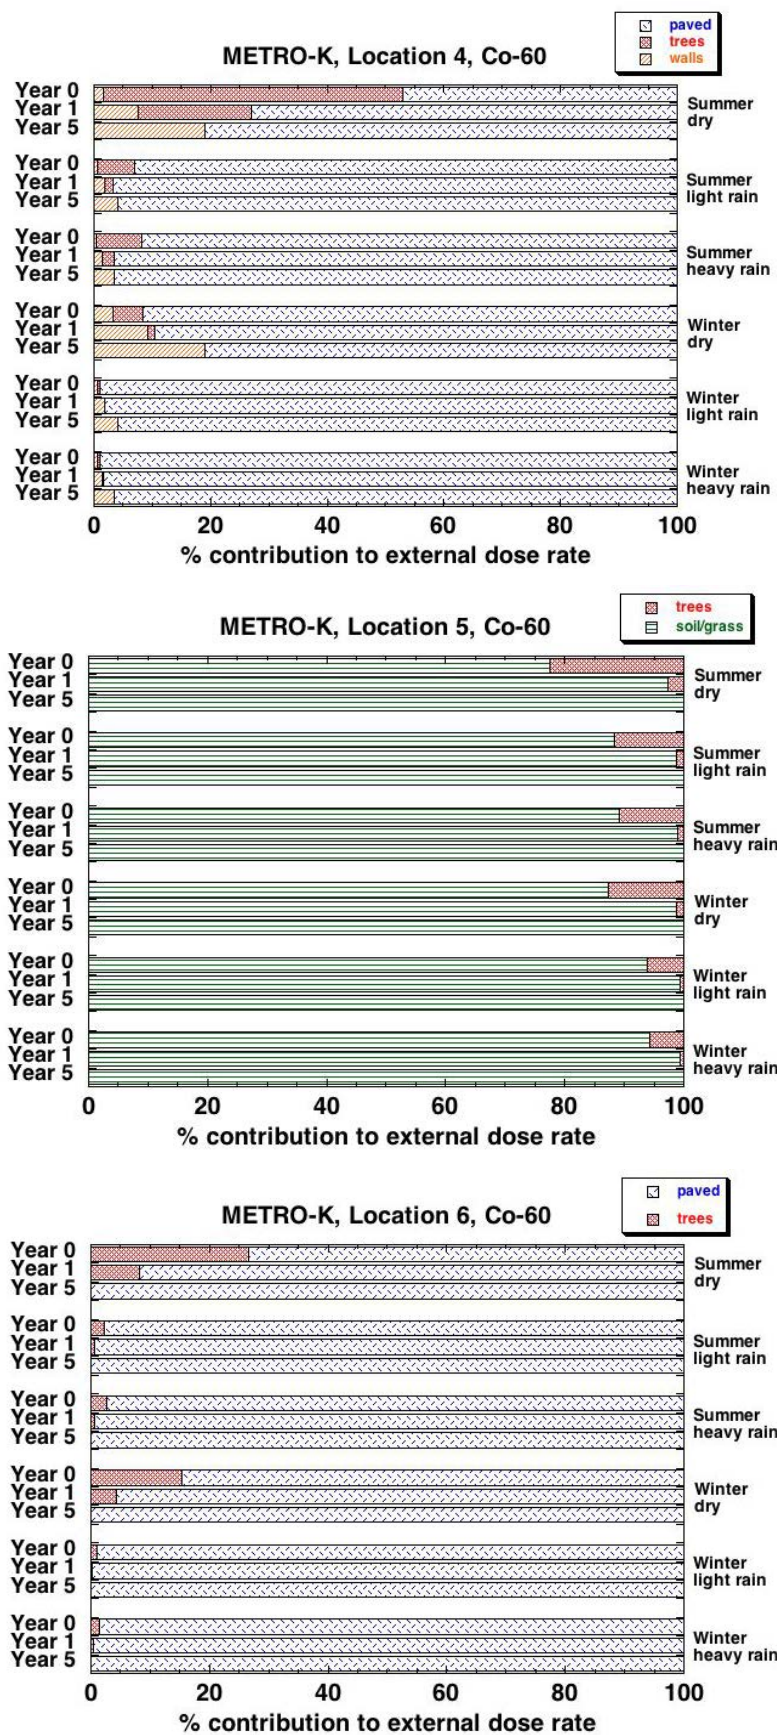 METRO-K, Location 4, Co-60
paved
trees
walls
Year 0
Year 1
Year 5
Summer
dry
Year 0
Year 1
Year 5
Summer
light rain
Year 0
Year 1
Year 5
Summer
heavy rain
Year 0
Year 1
Year 5
Winter
dry
Year 0
Year 1
Year 5
Winter
light rain
Year 0
Year 1
Year 5
Winter
heavy rain
0 20 40 60 80 100
% contribution to external dose rate
METRO-K, Location 5, Co-60
trees
soil/grass
Year 0
Year 1
Year 5
Summer
dry
Year 0
Year 1
Year 5
Summer
light rain
Year 0
Year 1
Year 5
Summer
heavy rain
Year 0
Year 1
Year 5
Winter
dry
Year 0
Year 1
Year 5
Winter
light rain
Year 0
Year 1
Year 5
Winter
heavy rain
0 20 40 60 80 100
% contribution to external dose rate
METRO-K, Location 6, Co-60
paved
trees
Year 0
Year 1
Year 5
Summer
dry
Year 0
Year 1
Year 5
Summer
light rain
Year 0
Year 1
Year 5
Summer
heavy rain
Year 0
Year 1
Year 5
Winter
dry
Year 0
Year 1
Year 5
Winter
light rain
Year 0
Year 1
Year 5
Winter
heavy rain
0 20 40 60 80 100
% contribution to external dose rate